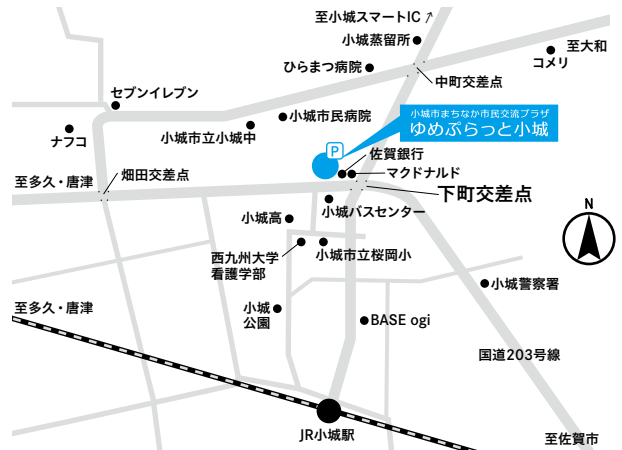 至小城スマートIC
小城蒸留所
至大和
コメリ
ひらまつ病院
中町交差点
セブンイレブン
小城市民病院
小城市まちなか市民交流プラザ
ゆめぷらっと小城
ナフコ
小城市立小城中
P
佐賀銀行
マクドナルド
畑田交差点
至多久・唐津
下町交差点
小城バスセンター
小城高
N
西九州大学
看護学部
小城市立桜岡小
小城警察署
至多久・唐津
小城
公園
BASE ogi
国道203号線
JR小城駅
至佐賀市